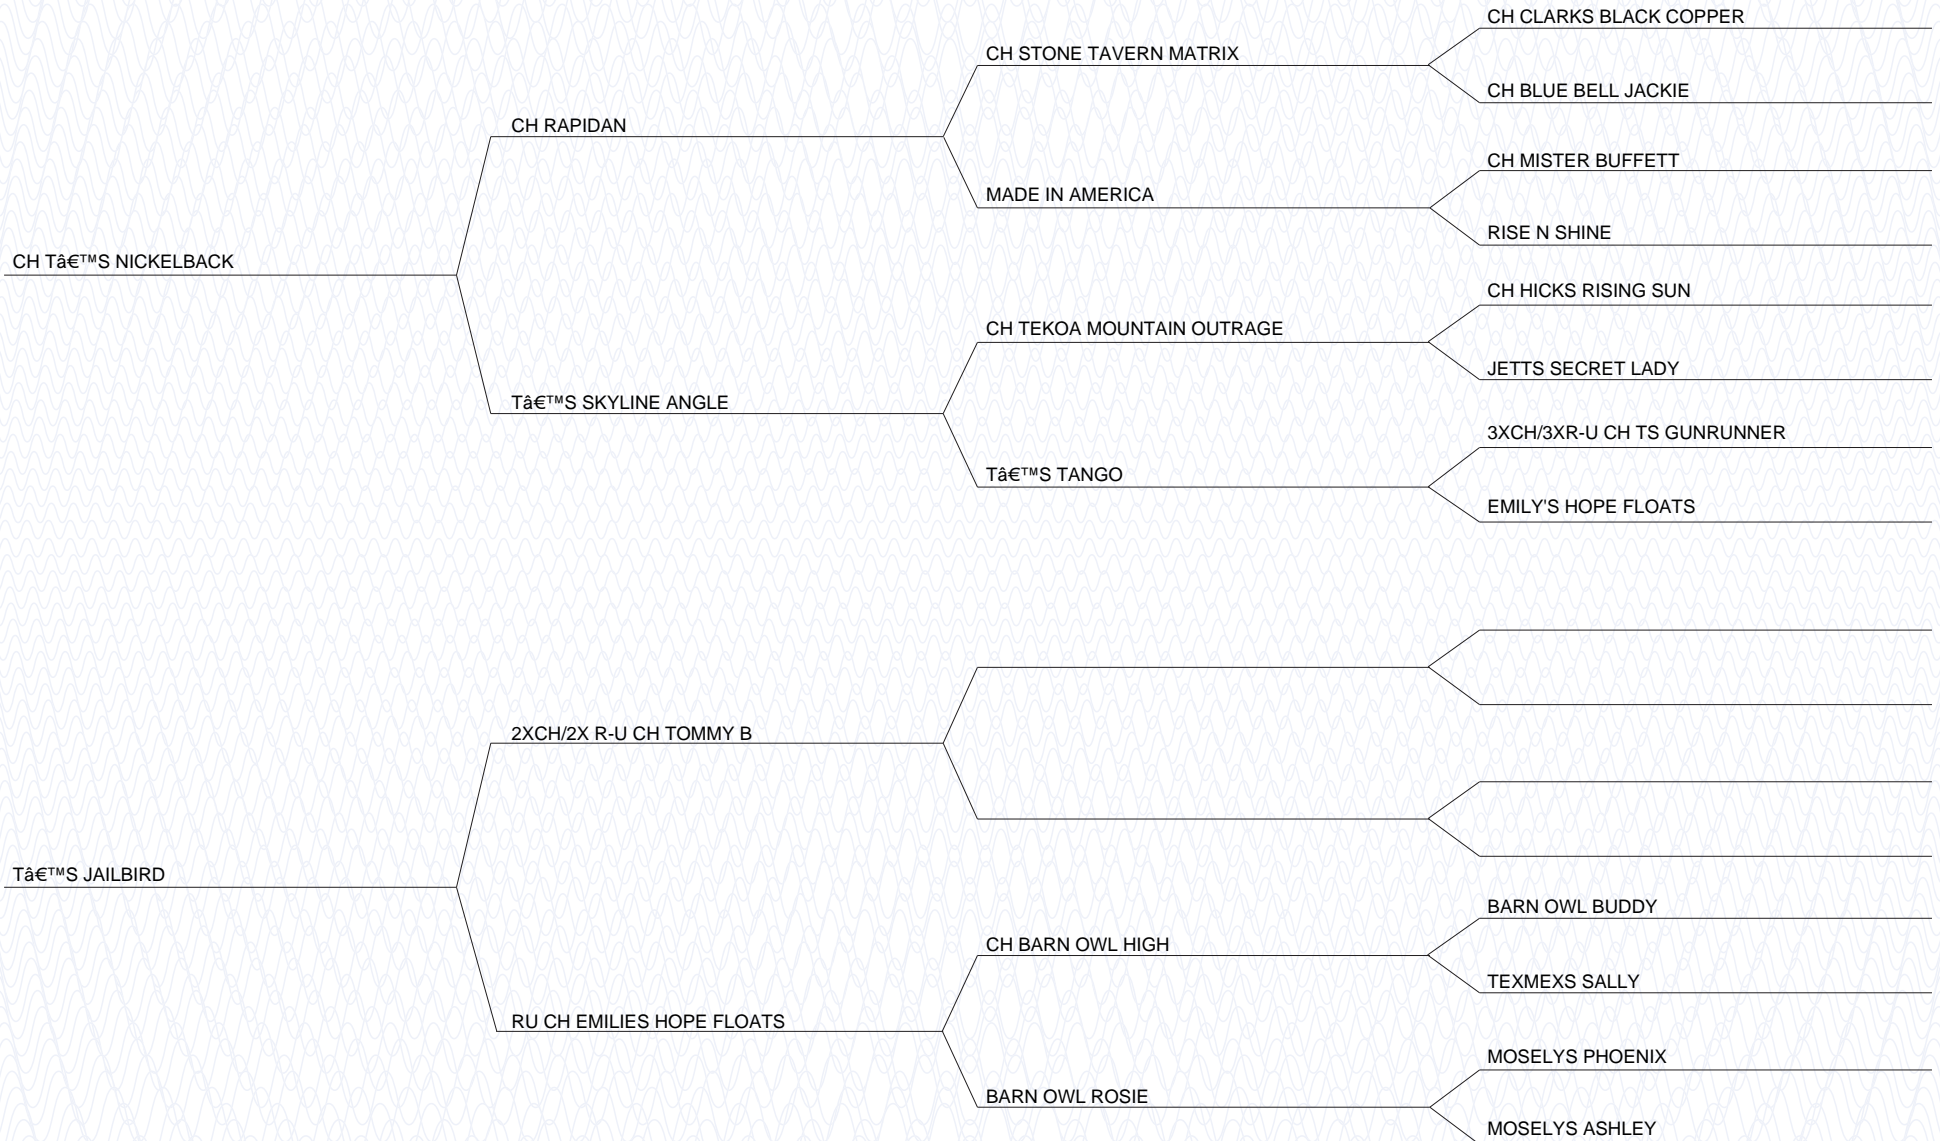 CH CLARKS BLACK COPPER
CH STONE TAVERN MATRIX
CH BLUE BELL JACKIE
CH RAPIDAN
CH MISTER BUFFETT
MADE IN AMERICA
RISE N SHINE
CH Tâ€™S NICKELBACK
CH HICKS RISING SUN
CH TEKOA MOUNTAIN OUTRAGE
JETTS SECRET LADY
Tâ€™S SKYLINE ANGLE
3XCH/3XR-U CH TS GUNRUNNER
Tâ€™S TANGO
EMILY'S HOPE FLOATS
2XCH/2X R-U CH TOMMY B
Tâ€™S JAILBIRD
BARN OWL BUDDY
CH BARN OWL HIGH
TEXMEXS SALLY
RU CH EMILIES HOPE FLOATS
MOSELYS PHOENIX
BARN OWL ROSIE
MOSELYS ASHLEY